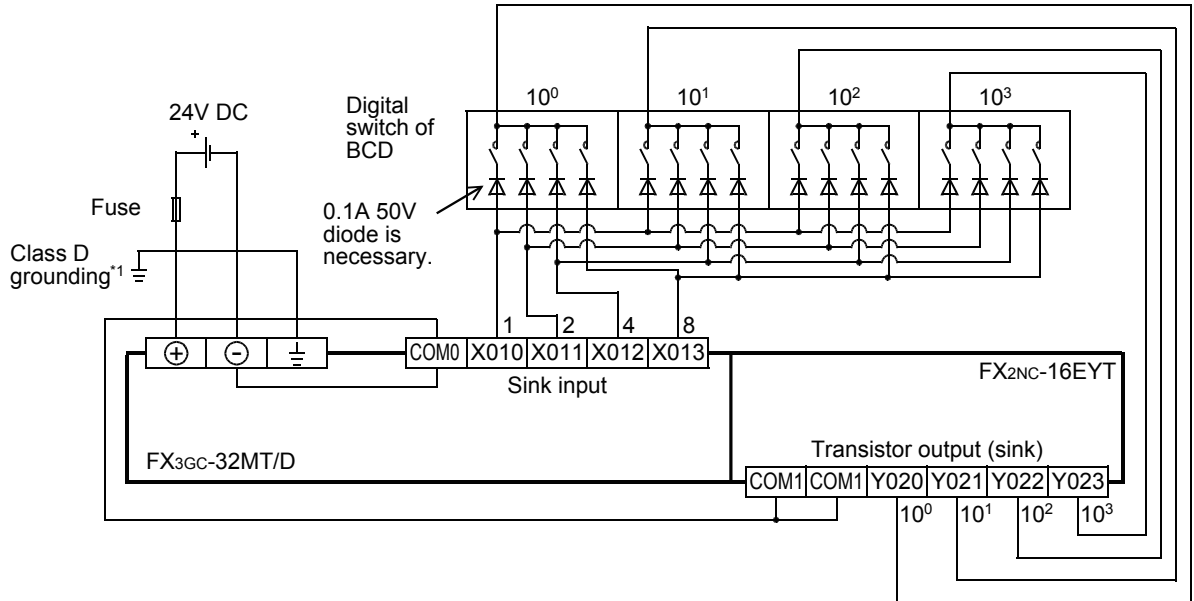 10⁰ 10¹ 10² 10³
24V DC
+
Digital
switch of
BCD
Fuse
0.1A 50V
diode is
necessary.
Class D
grounding*1
1 2 4 8
+ - COM0 X010 X011 X012 X013
Sink input
FX2NC-16EYT
FX3GC-32MT/D
Transistor output (sink)
COM1 COM1 Y020 Y021 Y022 Y023
10⁰ 10¹ 10² 10³